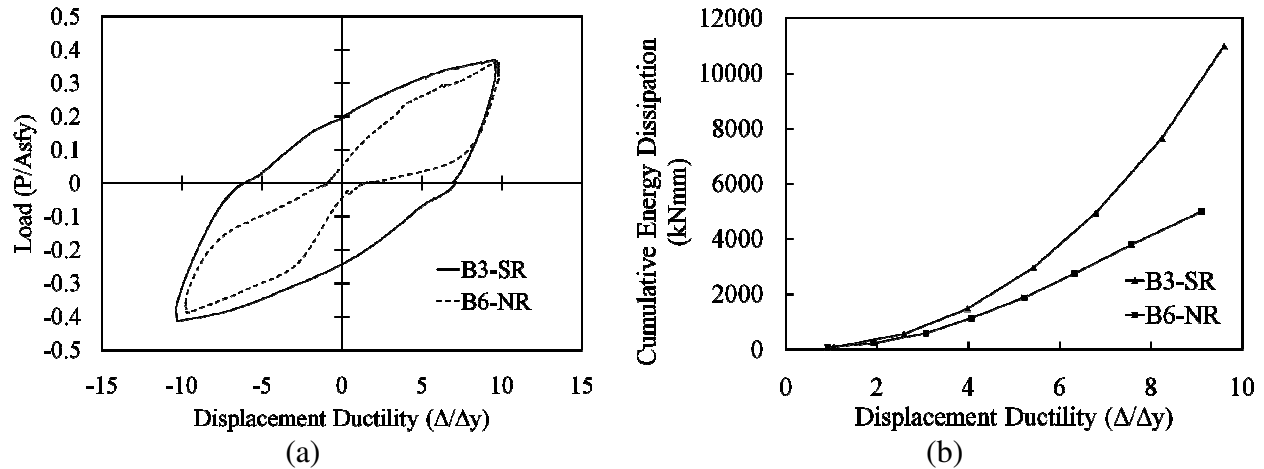 0.5
0.4
0.3
0.2
0.1
0
-0.1
-0.2
-0.3
-0.4
-0.5
Load (P/Asfy)
B3-SR
B6-NR
-15 -10 -5 0 5 10 15
Displacement Ductility (Δ/Δy)
(a)
12000
10000
8000
6000
4000
2000
0
Cumulative Energy Dissipation
(kNmm)
B3-SR
B6-NR
0 2 4 6 8 10
Displacement Ductility (Δ/Δy)
(b)